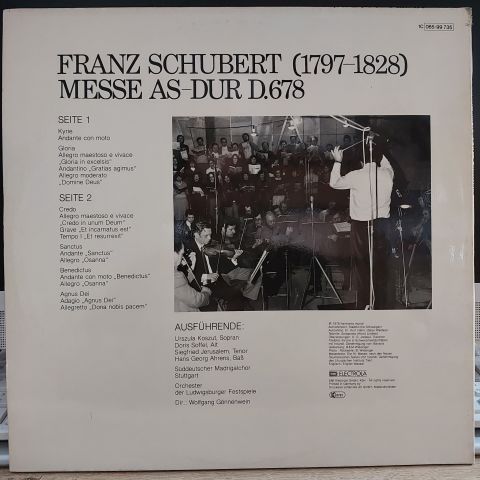 1C 065-99 735
FRANZ SCHUBERT (1797-1828)
MESSE AS-DUR D.678
SEITE 1
Kyrie
Andante con moto
Gloria
Allegro maestoso e vivace
„Gloria in excelsis"
Andantino „Gratias agimus"
Allegro moderato
„Domine Deus"
SEITE 2
Credo
Allegro maestoso e vivace
„Credo in unum Deum"
Grave „Et incarnatus est"
Tempo I „Et resurrexit"
Sanctus
Andante „Sanctus"
Allegro „Osanna"
Benedictus
Andante con moto „Benedictus"
Allegro „Osanna"
Agnus Dei
Adagio „Agnus Dei"
Allegretto „Dona nobis pacem"
AUSFÜHRENDE:
Urszula Koszut, Sopran
Doris Soffel, Alt
Siegfried Jerusalem, Tenor
Hans Georg Ahrens, Baß
Süddeutscher Madrigalchor
Stuttgart
Orchester
der Ludwigsburger Festspiele
Dir.: Wolfgang Gönnenwein
EMI ELECTROLA